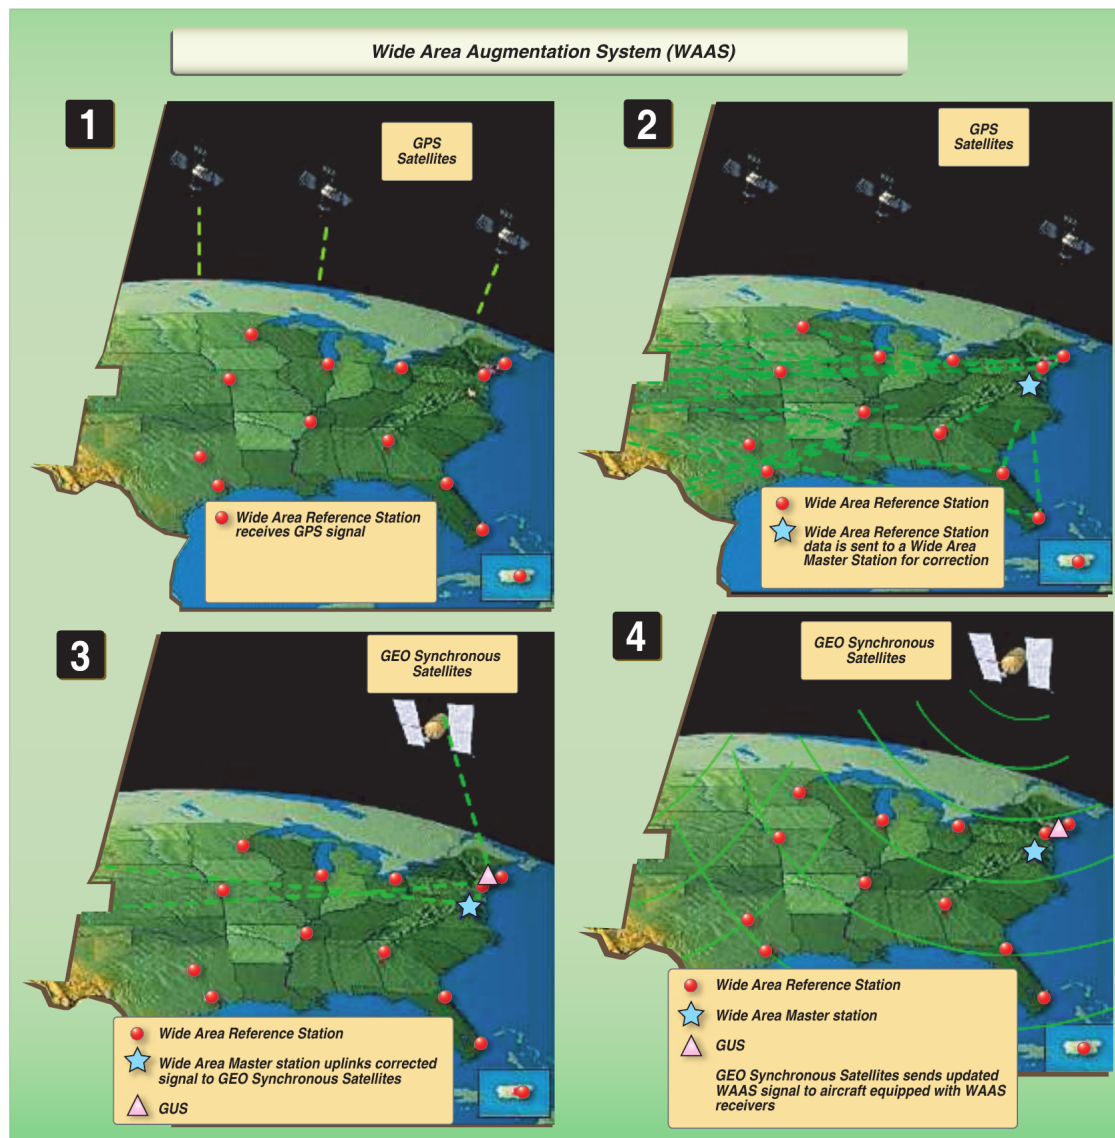 Wide Area Augmentation System (WAAS)
1
GPS
Satellites
Wide Area Reference Station
receives GPS signal
2
GPS
Satellites
Wide Area Reference Station
Wide Area Reference Station
data is sent to a Wide Area
Master Station for correction
3
GEO Synchronous
Satellites
Wide Area Reference Station
Wide Area Master station uplinks corrected
signal to GEO Synchronous Satellites
GUS
4
GEO Synchronous
Satellites
Wide Area Reference Station
Wide Area Master station
GUS
GEO Synchronous Satellites sends updated
WAAS signal to aircraft equipped with WAAS
receivers